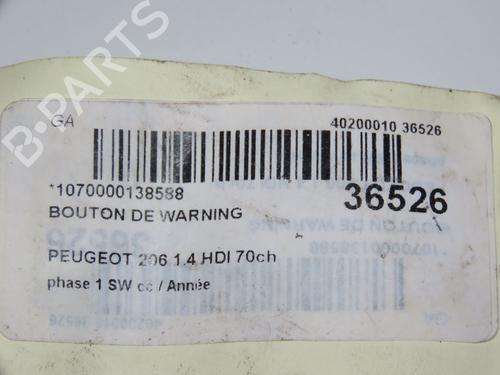 GA
40200010 36526
*1070000138588
36526
BOUTON DE WARNING
PEUGEOT 206 1.4 HDI 70ch
phase 1 SW cc / Année
B-PARTS